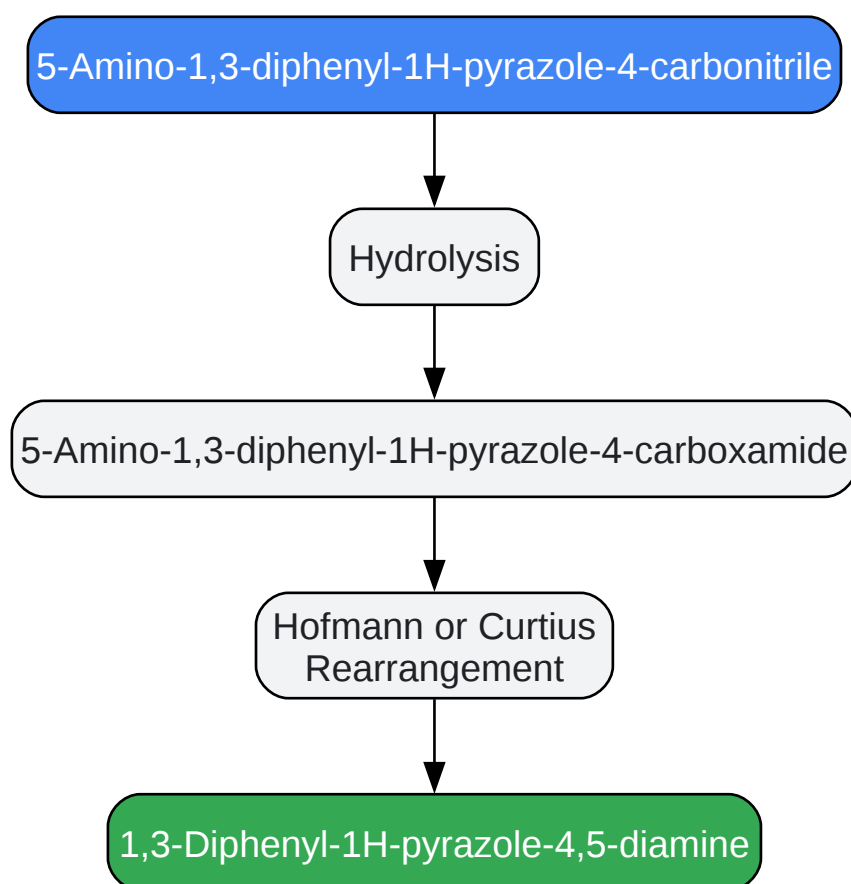 5-Amino-1,3-diphenyl-1H-pyrazole-4-carbonitrile
Hydrolysis
5-Amino-1,3-diphenyl-1H-pyrazole-4-carboxamide
Hofmann or Curtius
Rearrangement
1,3-Diphenyl-1H-pyrazole-4,5-diamine